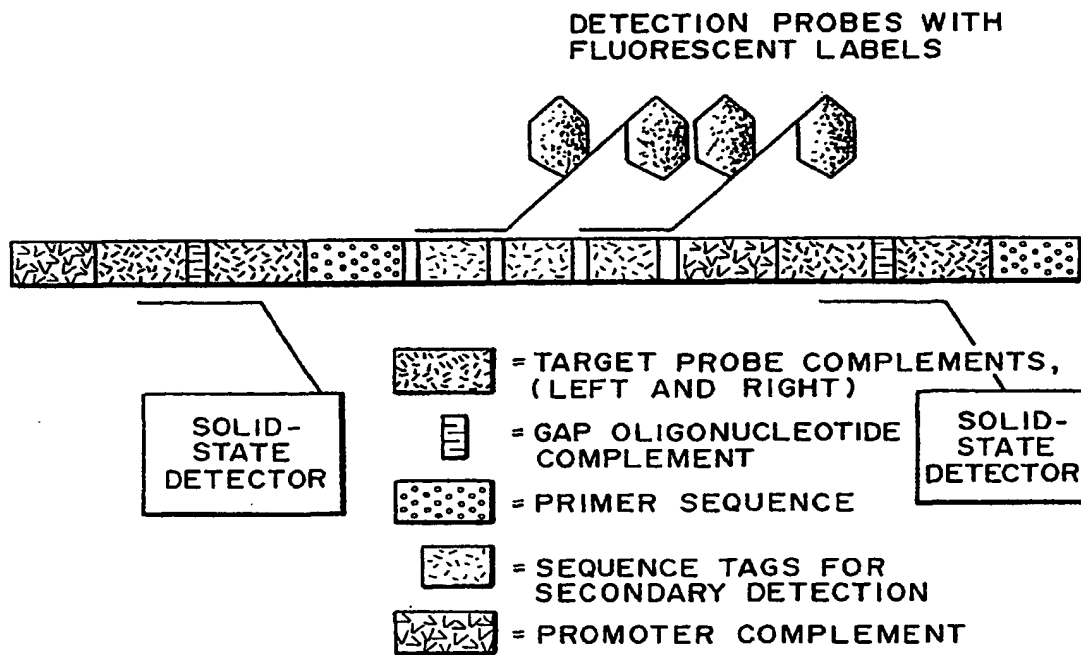 DETECTION PROBES WITH
FLUORESCENT LABELS
= TARGET PROBE COMPLEMENTS,
(LEFT AND RIGHT)
= GAP OLIGONUCLEOTIDE
COMPLEMENT
= PRIMER SEQUENCE
= SEQUENCE TAGS FOR
SECONDARY DETECTION
= PROMOTER COMPLEMENT
SOLID-
STATE
DETECTOR
SOLID-
STATE
DETECTOR